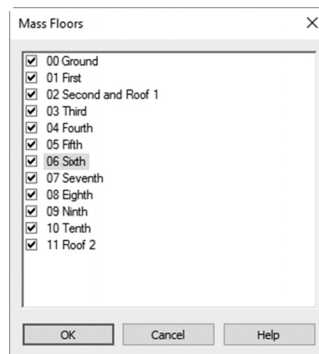 Mass Floors
00 Ground
01 First
02 Second and Roof 1
03 Third
04 Fourth
05 Fifth
06 Sixth
07 Seventh
08 Eighth
09 Ninth
10 Tenth
11 Roof 2
OK Cancel Help